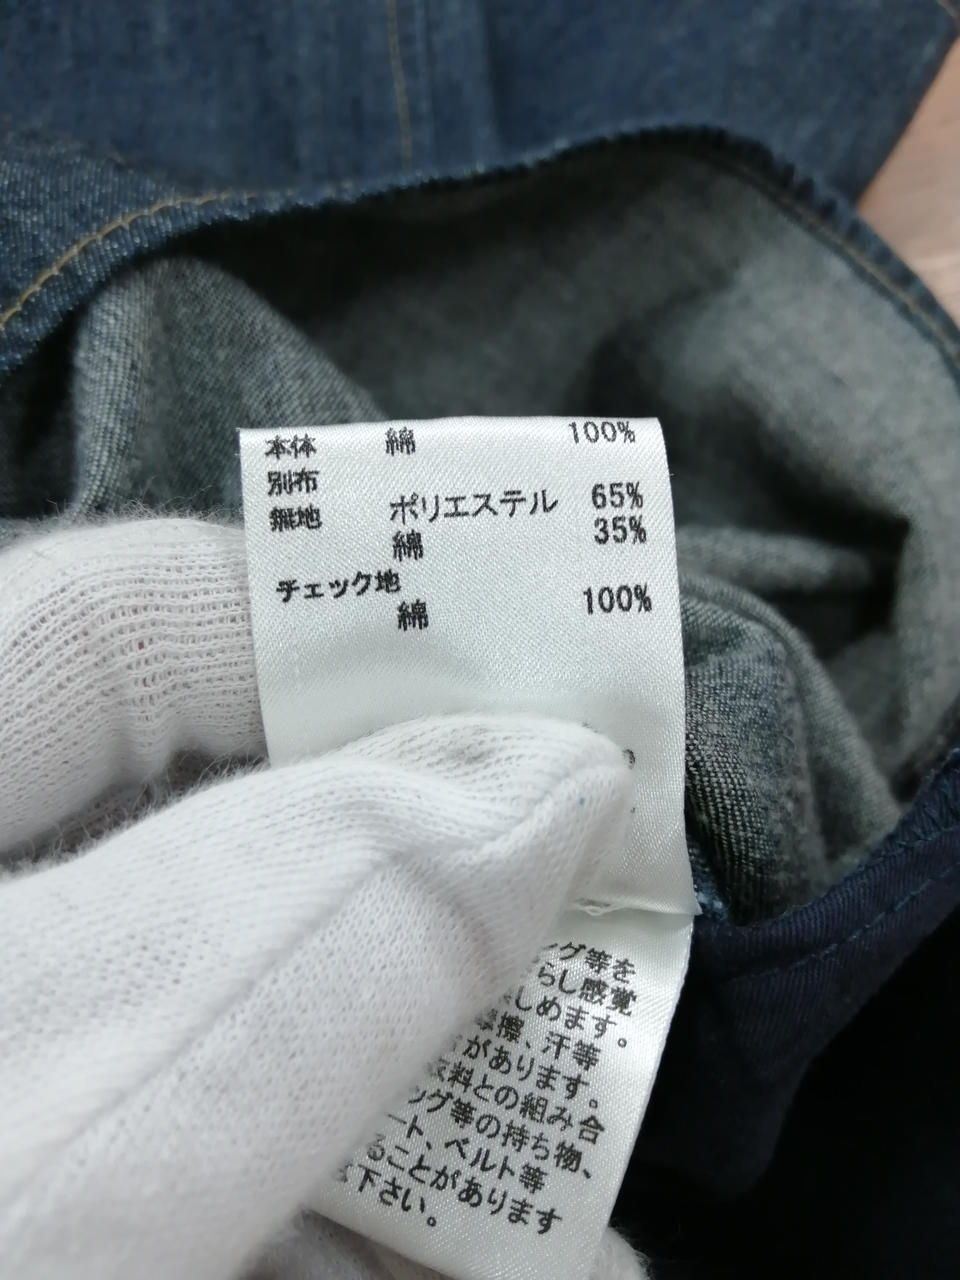 本体 綿 100%
別布
無地 ポリエステル 65%
綿 35%
チェック地
綿 100%
グ等を
らし感覚
しめます。
擦、汗等
があります。
料との組み合
ング等の持ち物、
ート、ベルト等
ることがあります
下さい。